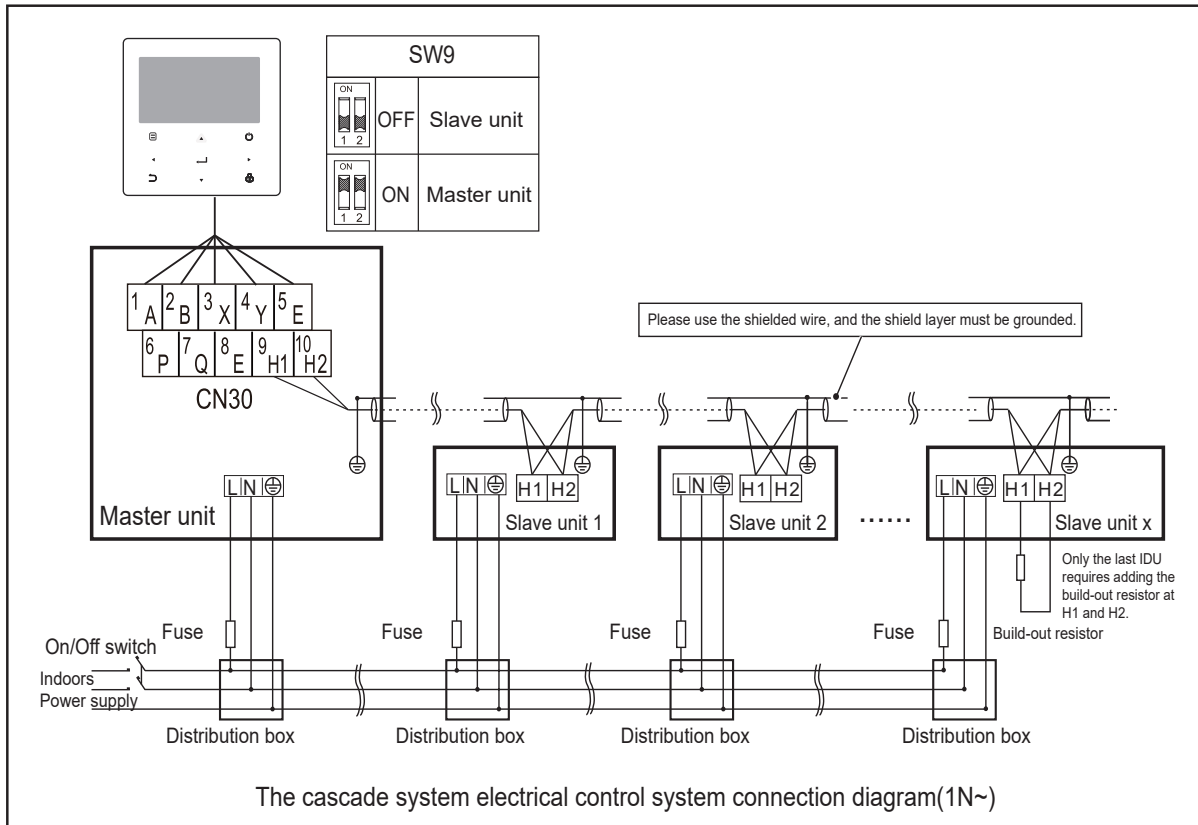 SW9
ON
1 2
OFF
Slave unit
ON
1 2
ON
Master unit
1 A
2 B
3 X
4 Y
5 E
6 P
7 Q
8 E
9 H1
10 H2
CN30
Please use the shielded wire, and the shield layer must be grounded.
L N
Master unit
L N
H1 H2
Slave unit 1
L N
H1 H2
Slave unit 2
......
L N
H1 H2
Slave unit x
Only the last IDU
requires adding the
build-out resistor at
H1 and H2.
Build-out resistor
Fuse
Fuse
Fuse
Fuse
On/Off switch
Indoors
Power supply
Distribution box
Distribution box
Distribution box
Distribution box
The cascade system electrical control system connection diagram(1N~)